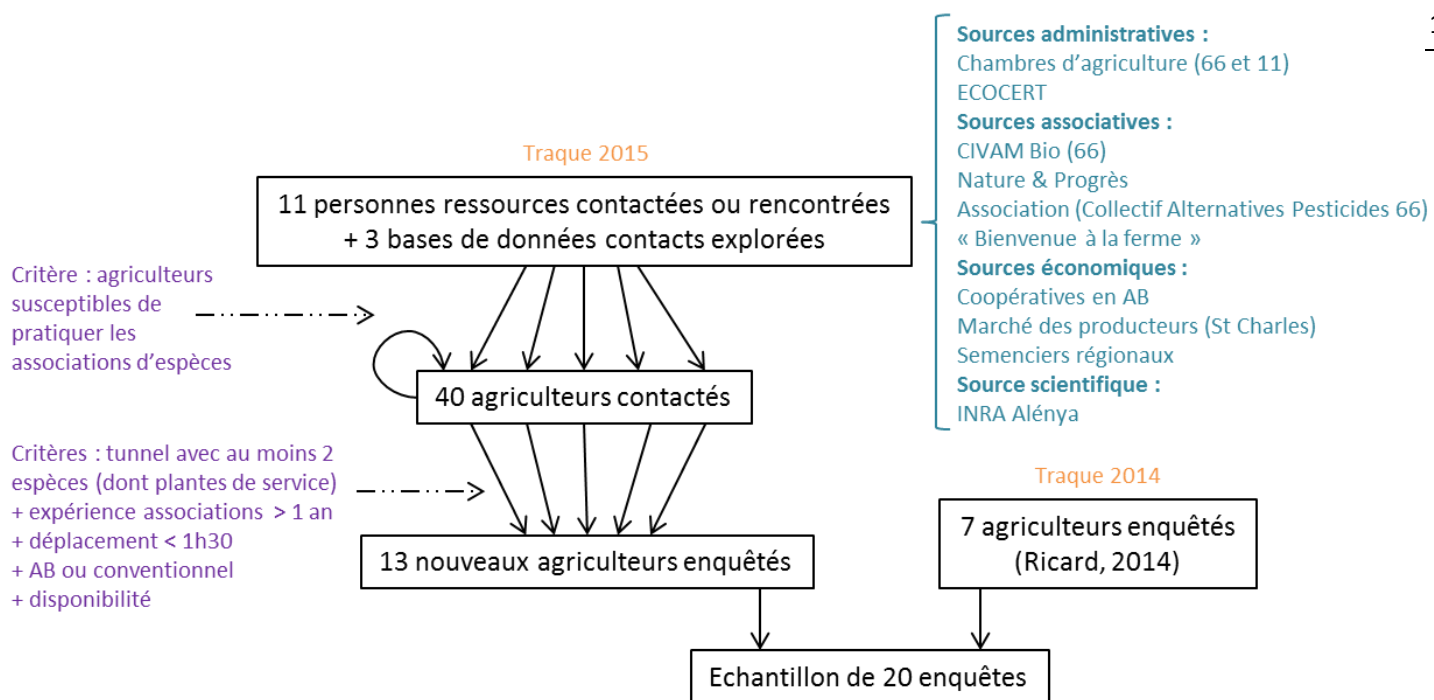 Sources administratives :
Chambres d'agriculture (66 et 11)
ECOCERT
Sources associatives :
CIVAM Bio (66)
Nature & Progrès
Association (Collectif Alternatives Pesticides 66)
« Bienvenue à la ferme »
Sources économiques :
Coopératives en AB
Marché des producteurs (St Charles)
Semenciers régionaux
Source scientifique :
INRA Alénya
Traque 2015
11 personnes ressources contactées ou rencontrées
+ 3 bases de données contacts explorées
Critère : agriculteurs
susceptibles de
pratiquer les
associations d'espèces
40 agriculteurs contactés
Critères : tunnel avec au moins 2
espèces (dont plantes de service)
+ expérience associations > 1 an
+ déplacement < 1h30
+ AB ou conventionnel
+ disponibilité
13 nouveaux agriculteurs enquêtés
Traque 2014
7 agriculteurs enquêtés
(Ricard, 2014)
Echantillon de 20 enquêtes